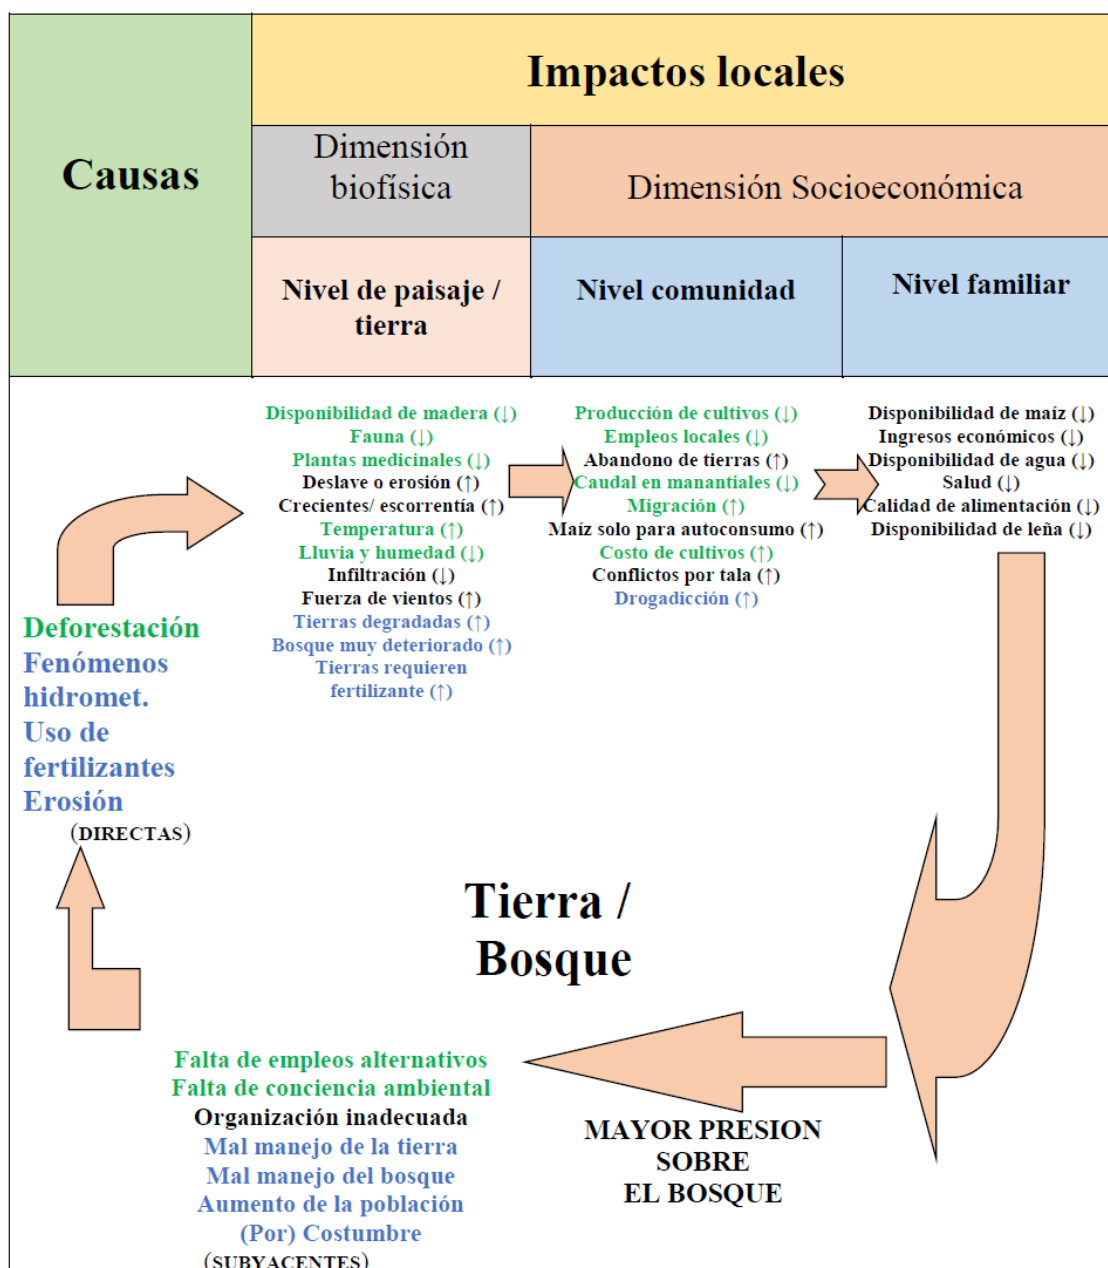 Causas
Impactos locales
Dimensión
biofísica
Dimensión Socioeconómica
Nivel de paisaje /
tierra
Nivel comunidad
Nivel familiar
Disponibilidad de madera (↓)
Fauna (↓)
Plantas medicinales (↓)
Deslave o erosión (↑)
Crecientes/ escorrentía (↑)
Temperatura (↑)
Lluvia y humedad (↓)
Infiltración (↓)
Fuerza de vientos (↑)
Tierras degradadas (↑)
Bosque muy deteriorado (↑)
Tierras requieren
fertilizante (↑)
Producción de cultivos (↓)
Empleos locales (↓)
Abandono de tierras (↑)
Caudal en manantiales (↓)
Migración (↑)
Maíz solo para autoconsumo (↑)
Costo de cultivos (↑)
Conflictos por tala (↑)
Drogadicción (↑)
Disponibilidad de maíz (↓)
Ingresos económicos (↓)
Disponibilidad de agua (↓)
Salud (↓)
Calidad de alimentación (↓)
Disponibilidad de leña (↓)
Deforestación
Fenómenos
hidromet.
Uso de
fertilizantes
Erosión
(DIRECTAS)
Tierra /
Bosque
MAYOR PRESION
SOBRE
EL BOSQUE
Falta de empleos alternativos
Falta de conciencia ambiental
Organización inadecuada
Mal manejo de la tierra
Mal manejo del bosque
Aumento de la población
(Por) Costumbre
(SUBYACENTES)